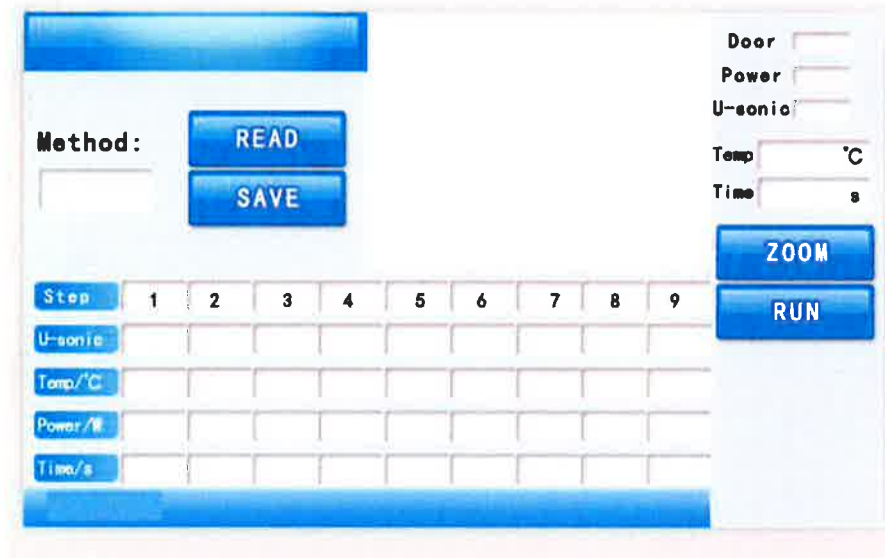 Door
Power
U-sonic
Method:
READ
SAVE
Temp °C
Time s
ZOOM
RUN
Step 1 2 3 4 5 6 7 8 9
U-sonic
Temp/°C
Power/W
Time/s